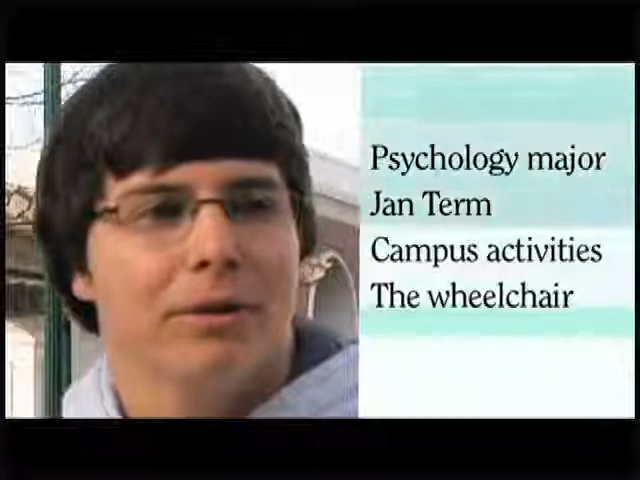 Psychology major
Jan Term
Campus activities
The wheelchair